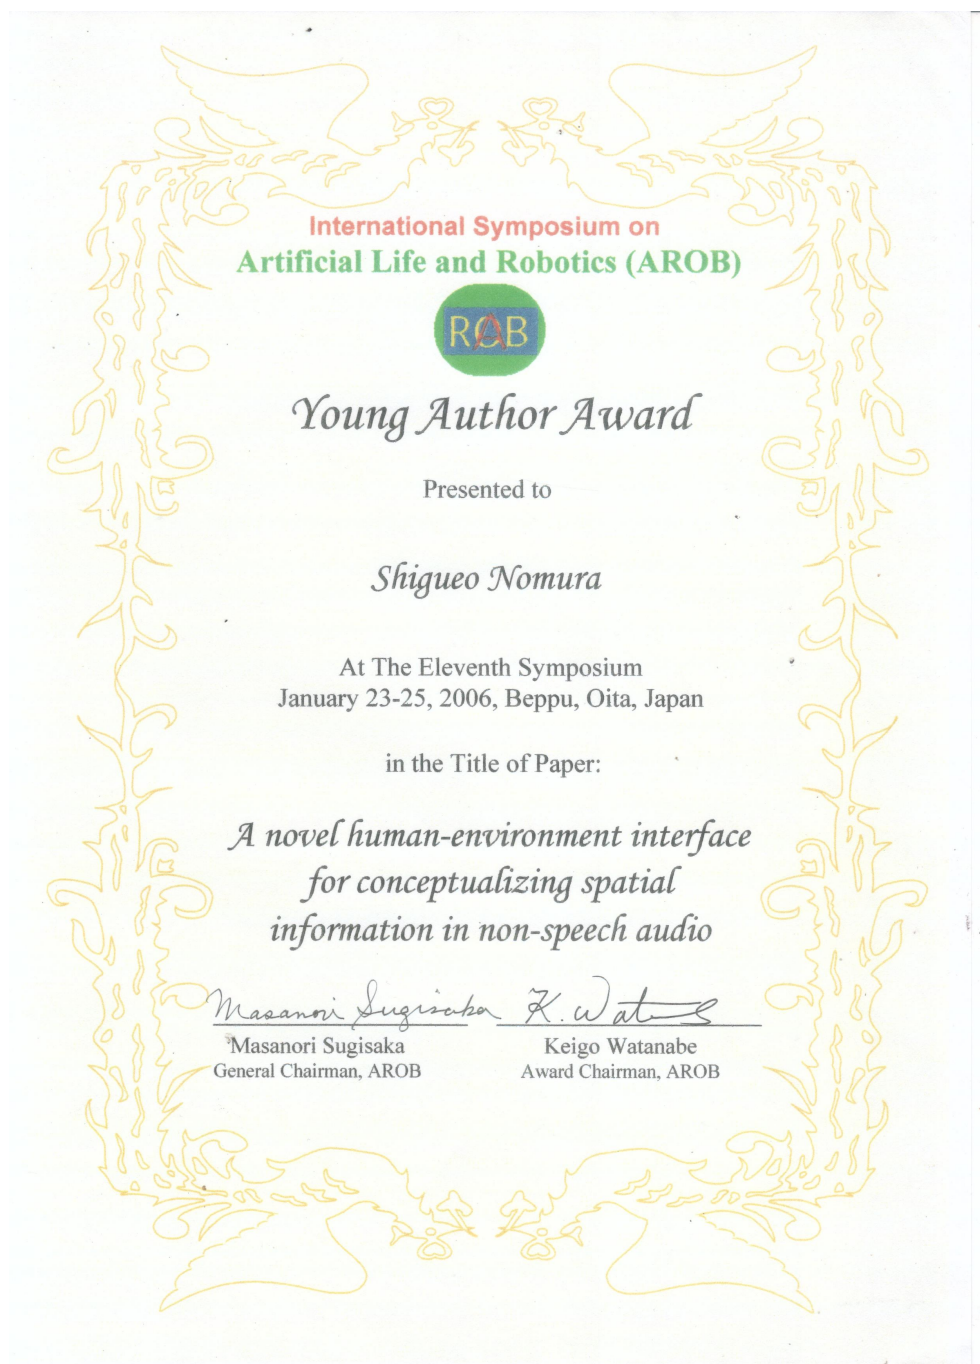 International Symposium on
Artificial Life and Robotics (AROB)
ROB
A
Young Author Award
Presented to
Shigueo Nomura
At The Eleventh Symposium
January 23-25, 2006, Beppu, Oita, Japan
in the Title of Paper:
A novel human-environment interface
for conceptualizing spatial
information in non-speech audio
Masanori Sugisaka K. Watanabe
Masanori Sugisaka Keigo Watanabe
General Chairman, AROB Award Chairman, AROB